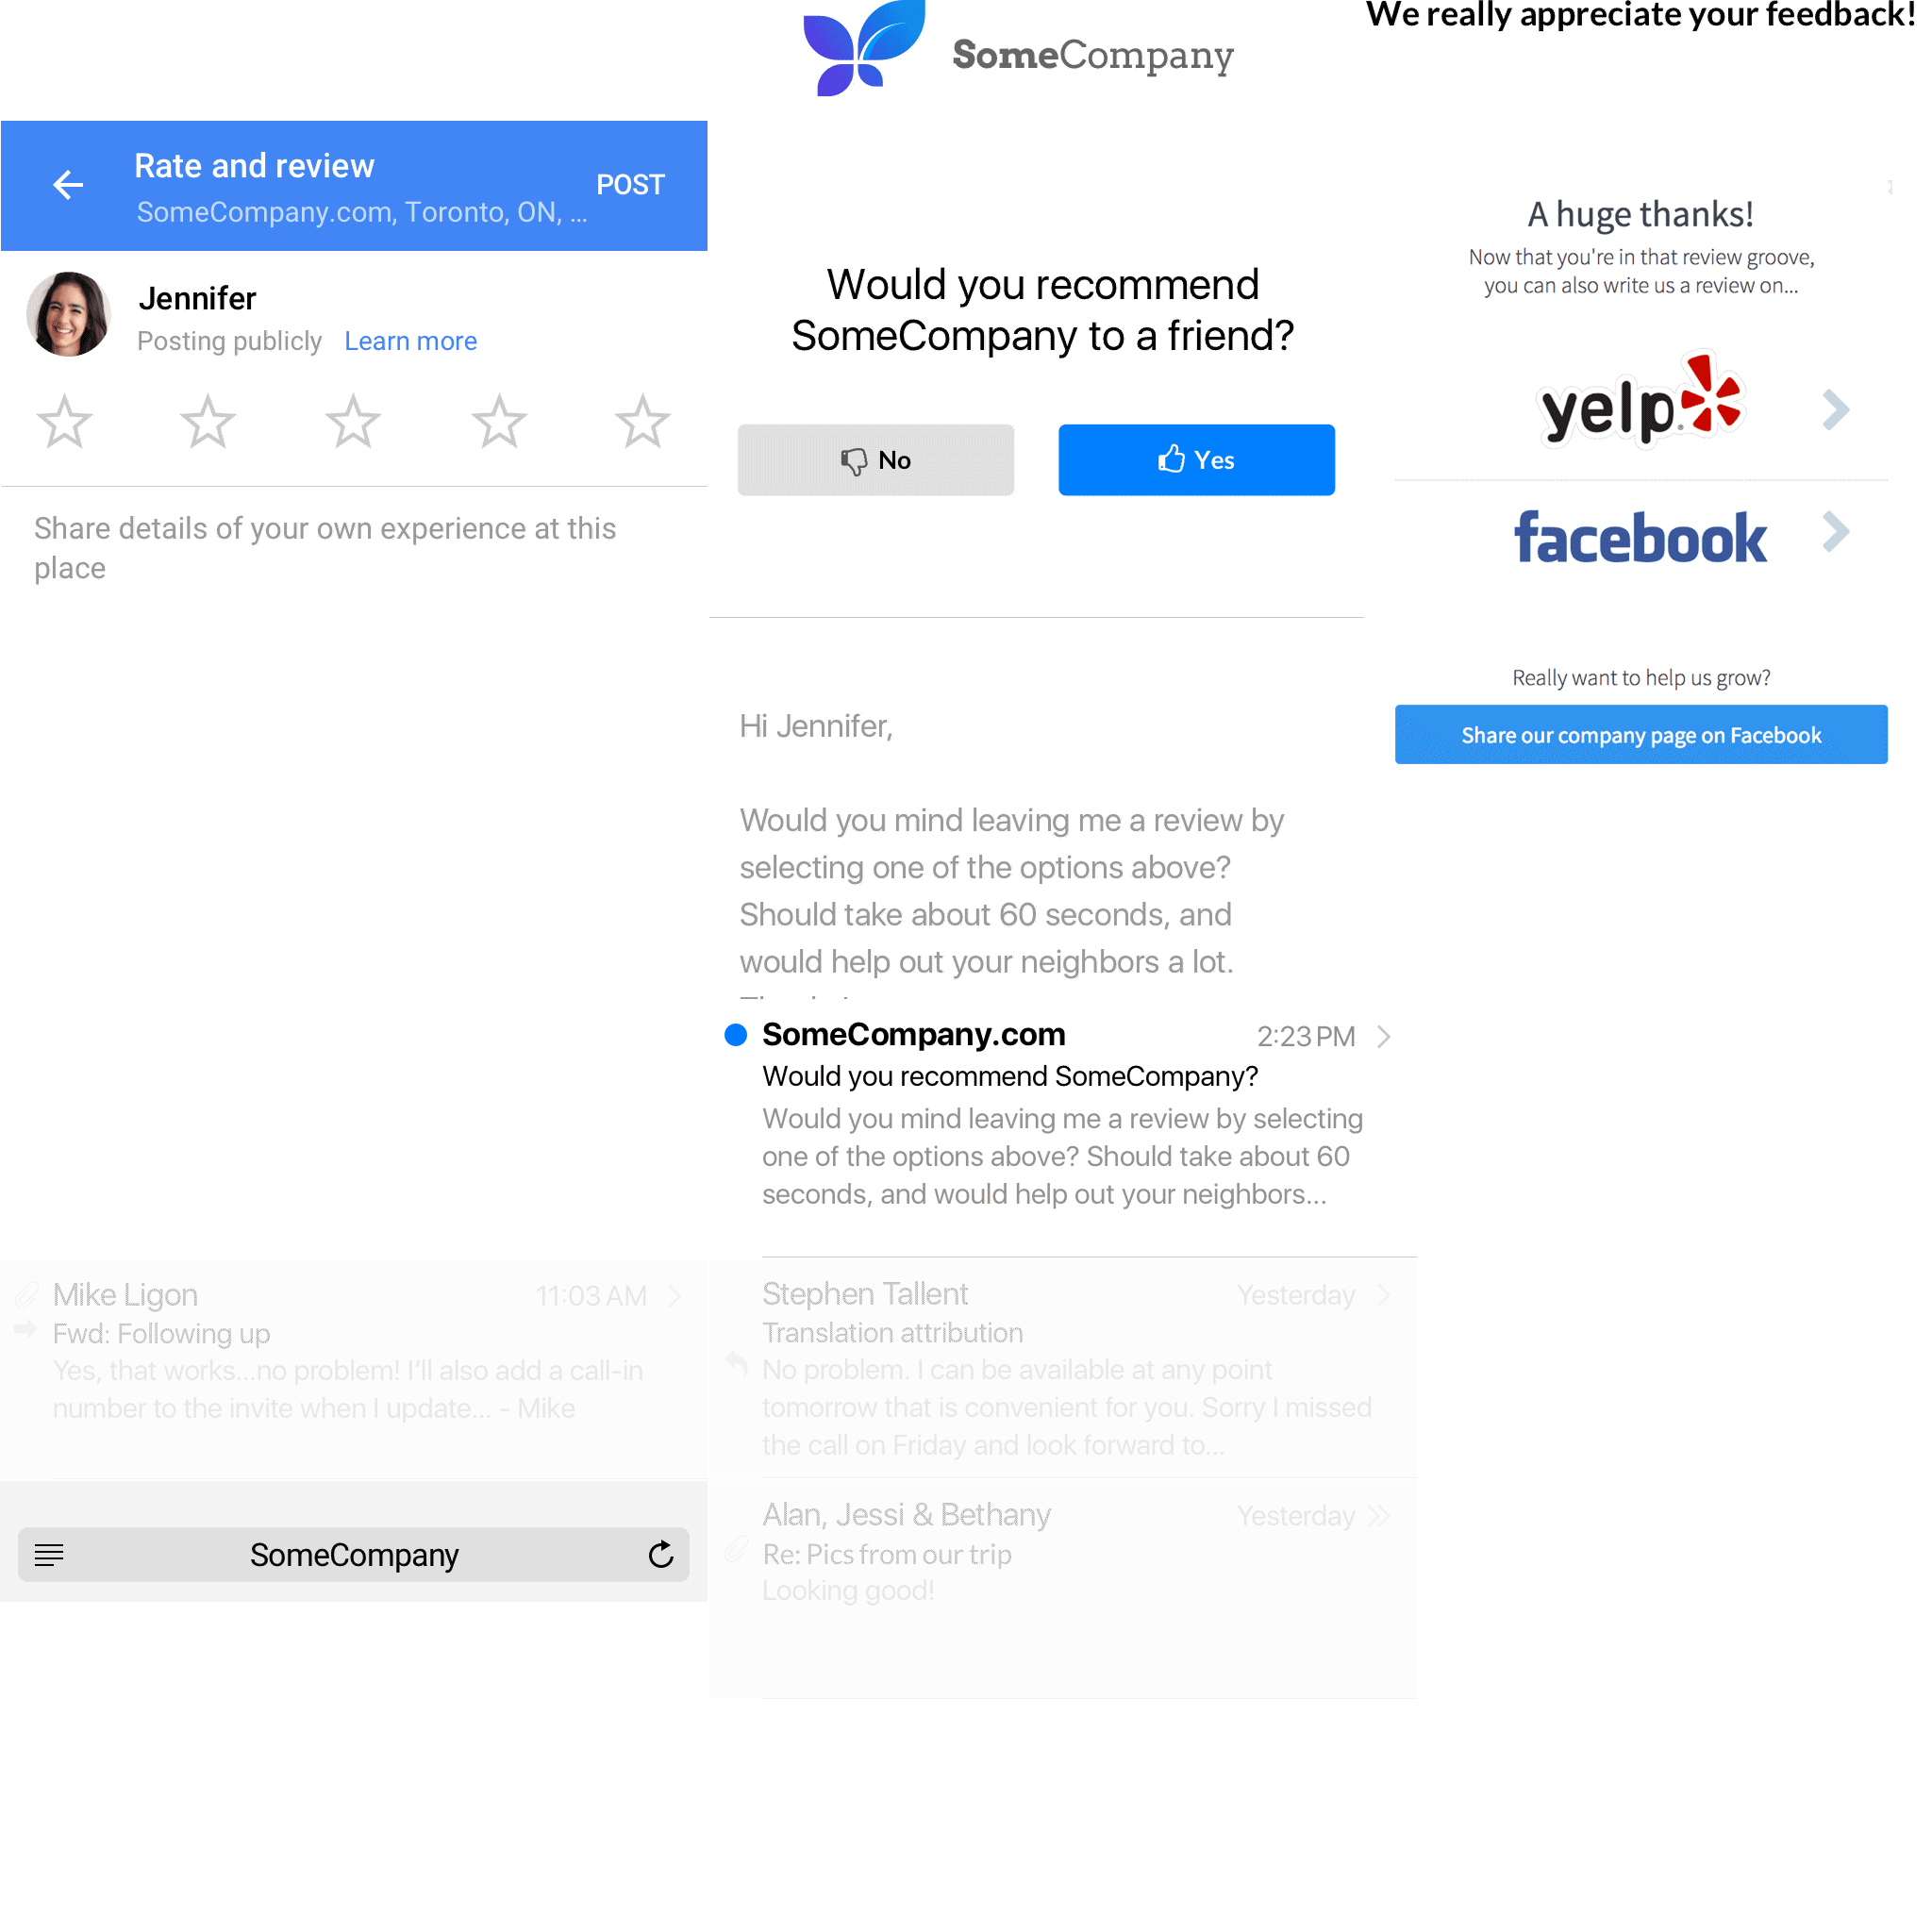 Rate and review
POST
SomeCompany.com, Toronto, ON, ...
Jennifer
Posting publicly Learn more
Share details of your own experience at this
place
SomeCompany
Would you recommend
SomeCompany to a friend?
No
Yes
Hi Jennifer,
Would you mind leaving me a review by
selecting one of the options above?
Should take about 60 seconds, and
would help out your neighbors a lot.
We really appreciate your feedback!
A huge thanks!
Now that you're in that review groove,
you can also write us a review on...
yelp
facebook
Really want to help us grow?
Share our company page on Facebook
SomeCompany.com 2:23 PM
Would you recommend SomeCompany?
Would you mind leaving me a review by selecting
one of the options above? Should take about 60
seconds, and would help out your neighbors...
Mike Ligon 11:03 AM
Fwd: Following up
Yes, that works...no problem! I’ll also add a call-in
number to the invite when I update... - Mike
SomeCompany
Stephen Tallent Yesterday
Translation attribution
No problem. I can be available at any point
tomorrow that is convenient for you. Sorry I missed
the call on Friday and look forward to...
Alan, Jessi & Bethany Yesterday
Re: Pics from our trip
Looking good!